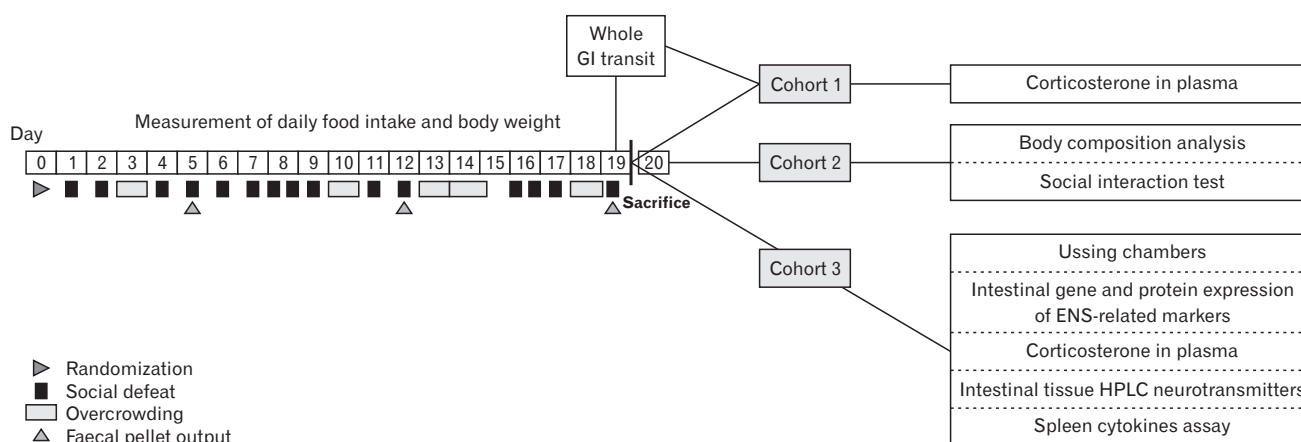 Whole
GI transit
Cohort 1
Corticosterone in plasma
Day
Measurement of daily food intake and body weight
0 1 2 3 4 5 6 7 8 9 10 11 12 13 14 15 16 17 18 19 20
Cohort 2
Body composition analysis
Social interaction test
Sacrifice
Cohort 3
Ussing chambers
Intestinal gene and protein expression
of ENS-related markers
Corticosterone in plasma
Intestinal tissue HPLC neurotransmitters
Spleen cytokines assay
Randomization
Social defeat
Overcrowding
Faecal pellet output